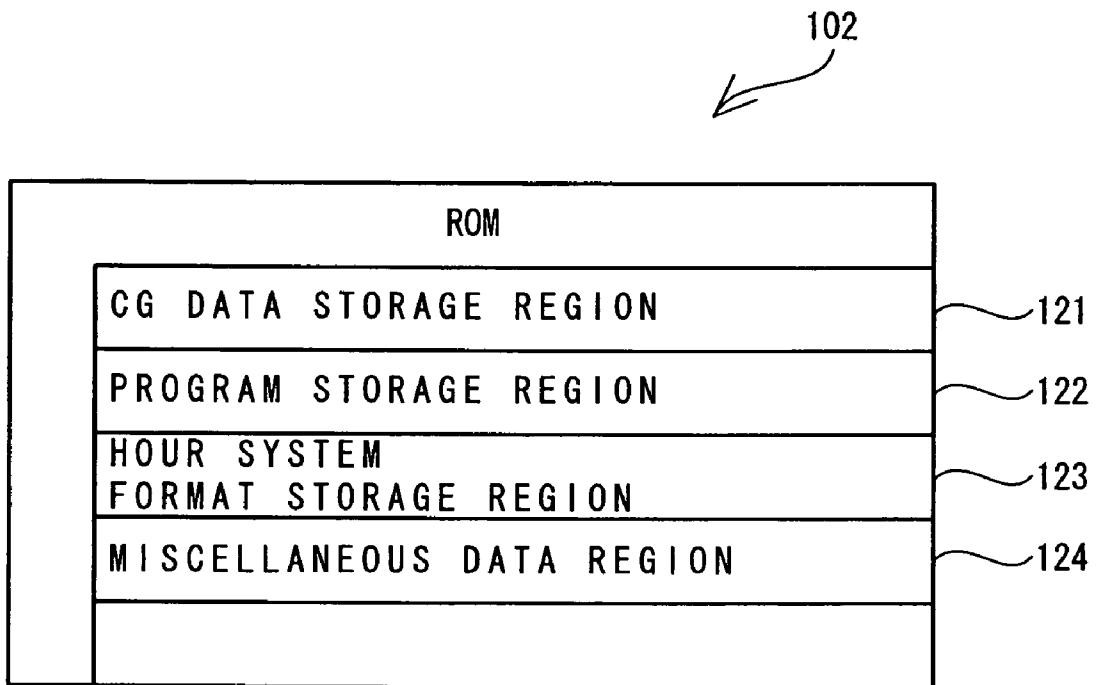 102
ROM
CG DATA STORAGE REGION
121
PROGRAM STORAGE REGION
122
HOUR SYSTEM
FORMAT STORAGE REGION
123
MISCELLANEOUS DATA REGION
124